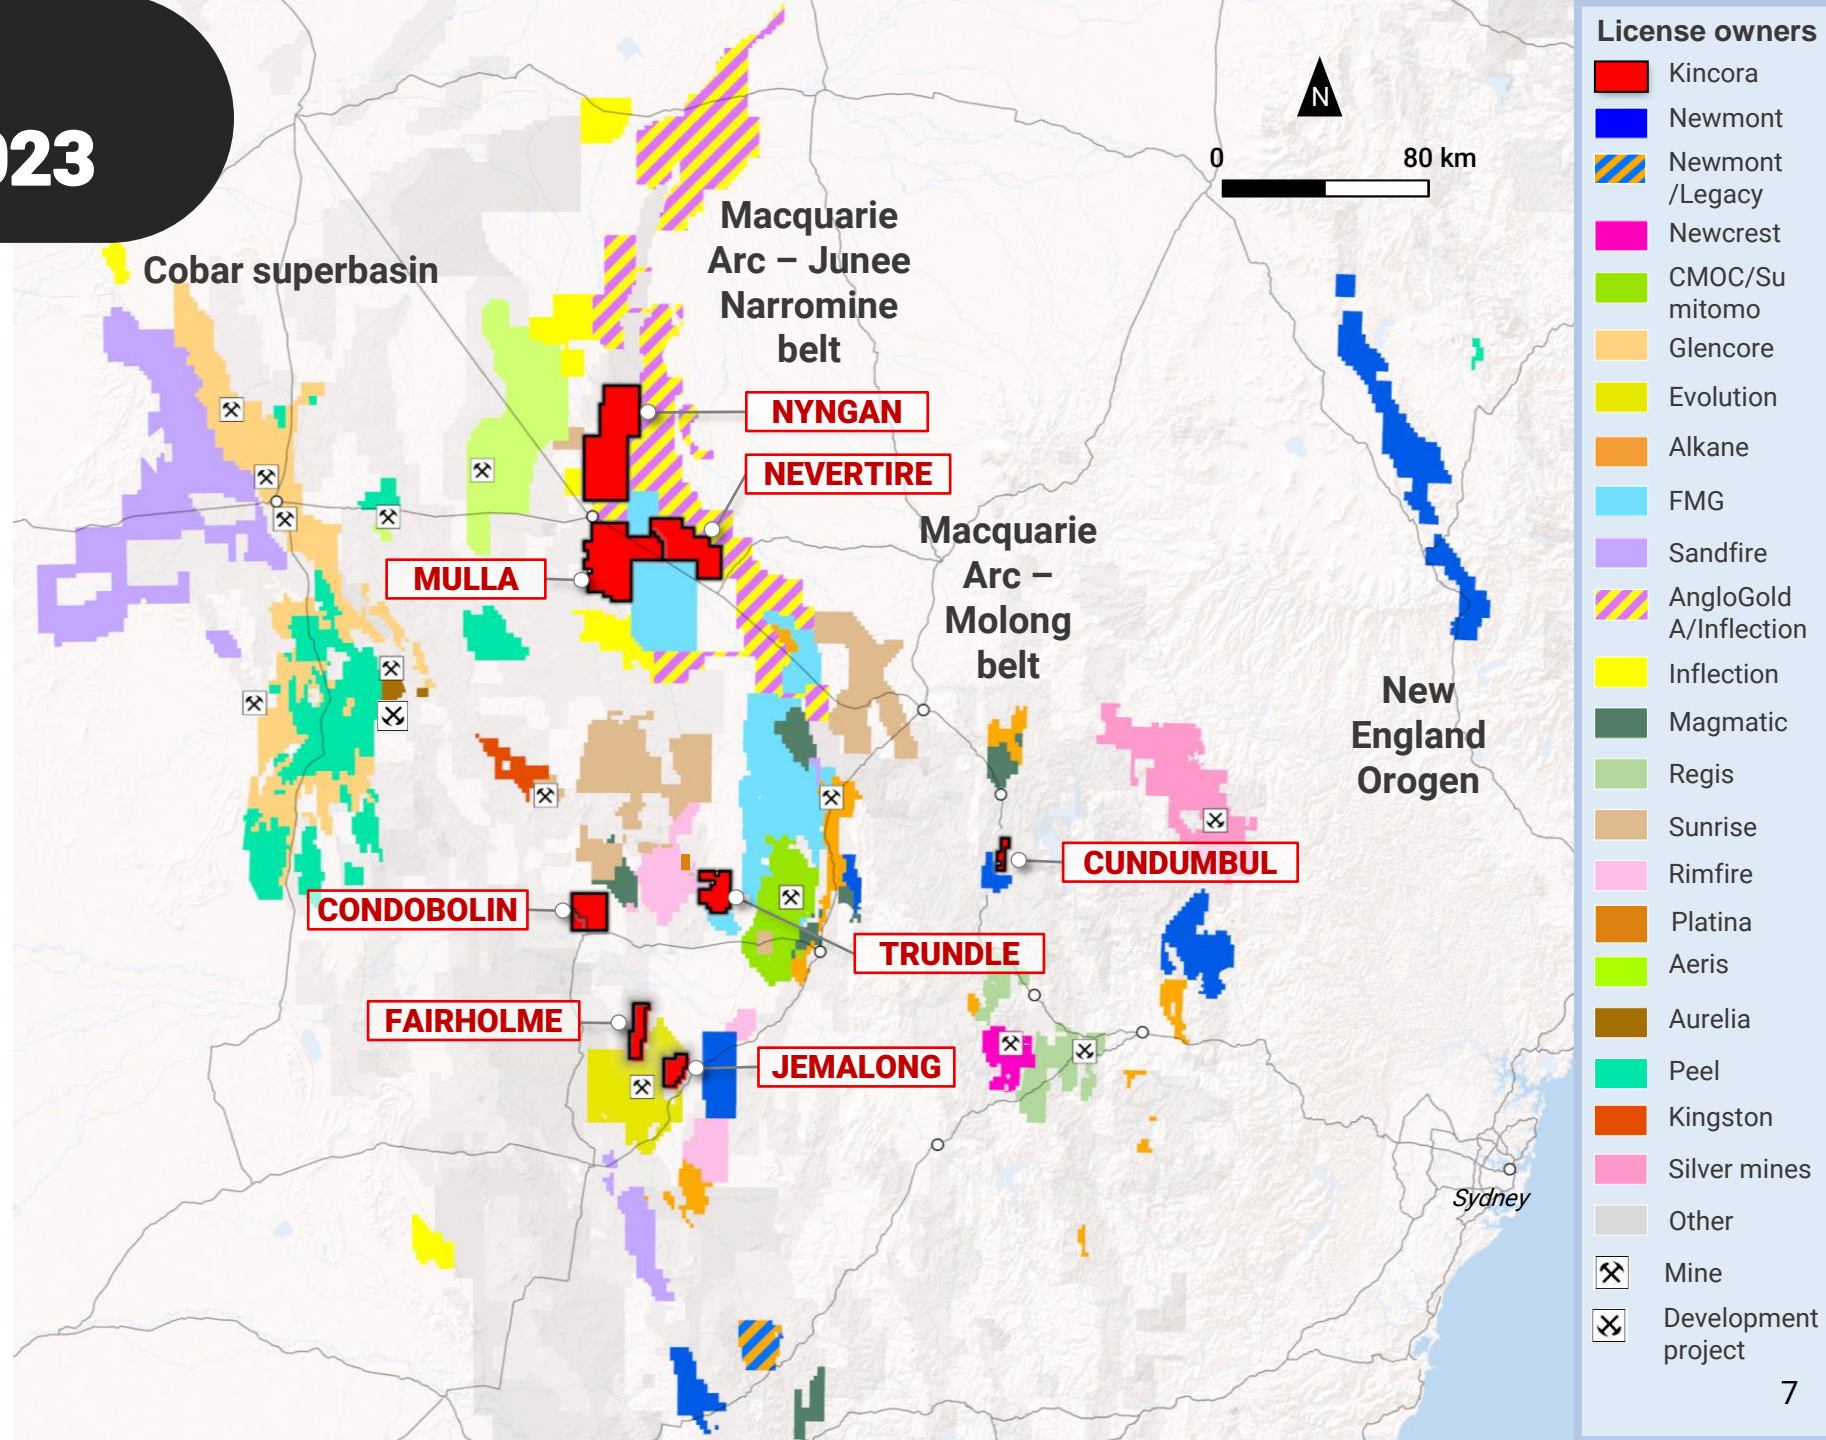 023
Cobar superbasin
Macquarie
Arc – Junee
Narromine
belt
N
0 80 km
NYNGAN
NEVERTIRE
MULLA
Macquarie
Arc –
Molong
belt
New
England
Orogen
CUNDUMBUL
CONDOBOLIN
TRUNDLE
FAIRHOLME
JEMALONG
Sydney
License owners
Kincora
Newmont
Newmont
/Legacy
Newcrest
CMOC/Su
mitomo
Glencore
Evolution
Alkane
FMG
Sandfire
AngloGold
A/Inflection
Inflection
Magmatic
Regis
Sunrise
Rimfire
Platina
Aeris
Aurelia
Peel
Kingston
Silver mines
Other
Mine
Development
project
7